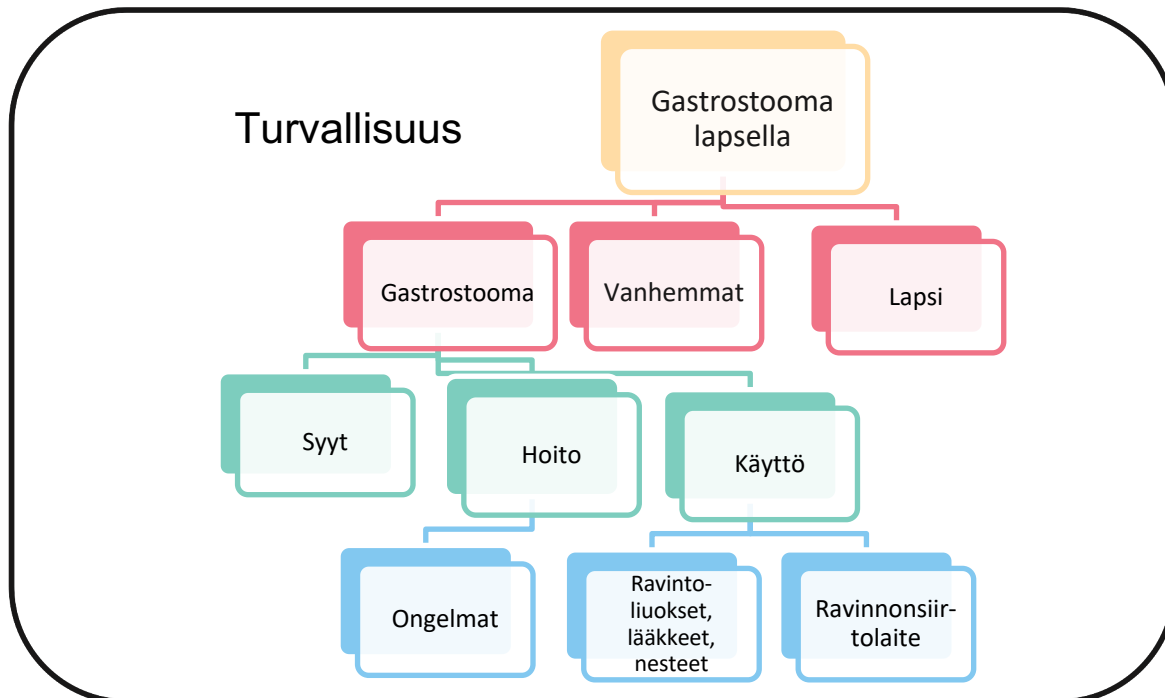 Turvallisuus
Gastrostooma
lapsella
Gastrostooma
Vanhemmat
Lapsi
Syyt
Hoito
Käyttö
Ongelmat
Ravinto-
liuokset,
lääkkeet,
nesteet
Ravinnonsiir-
tolaite